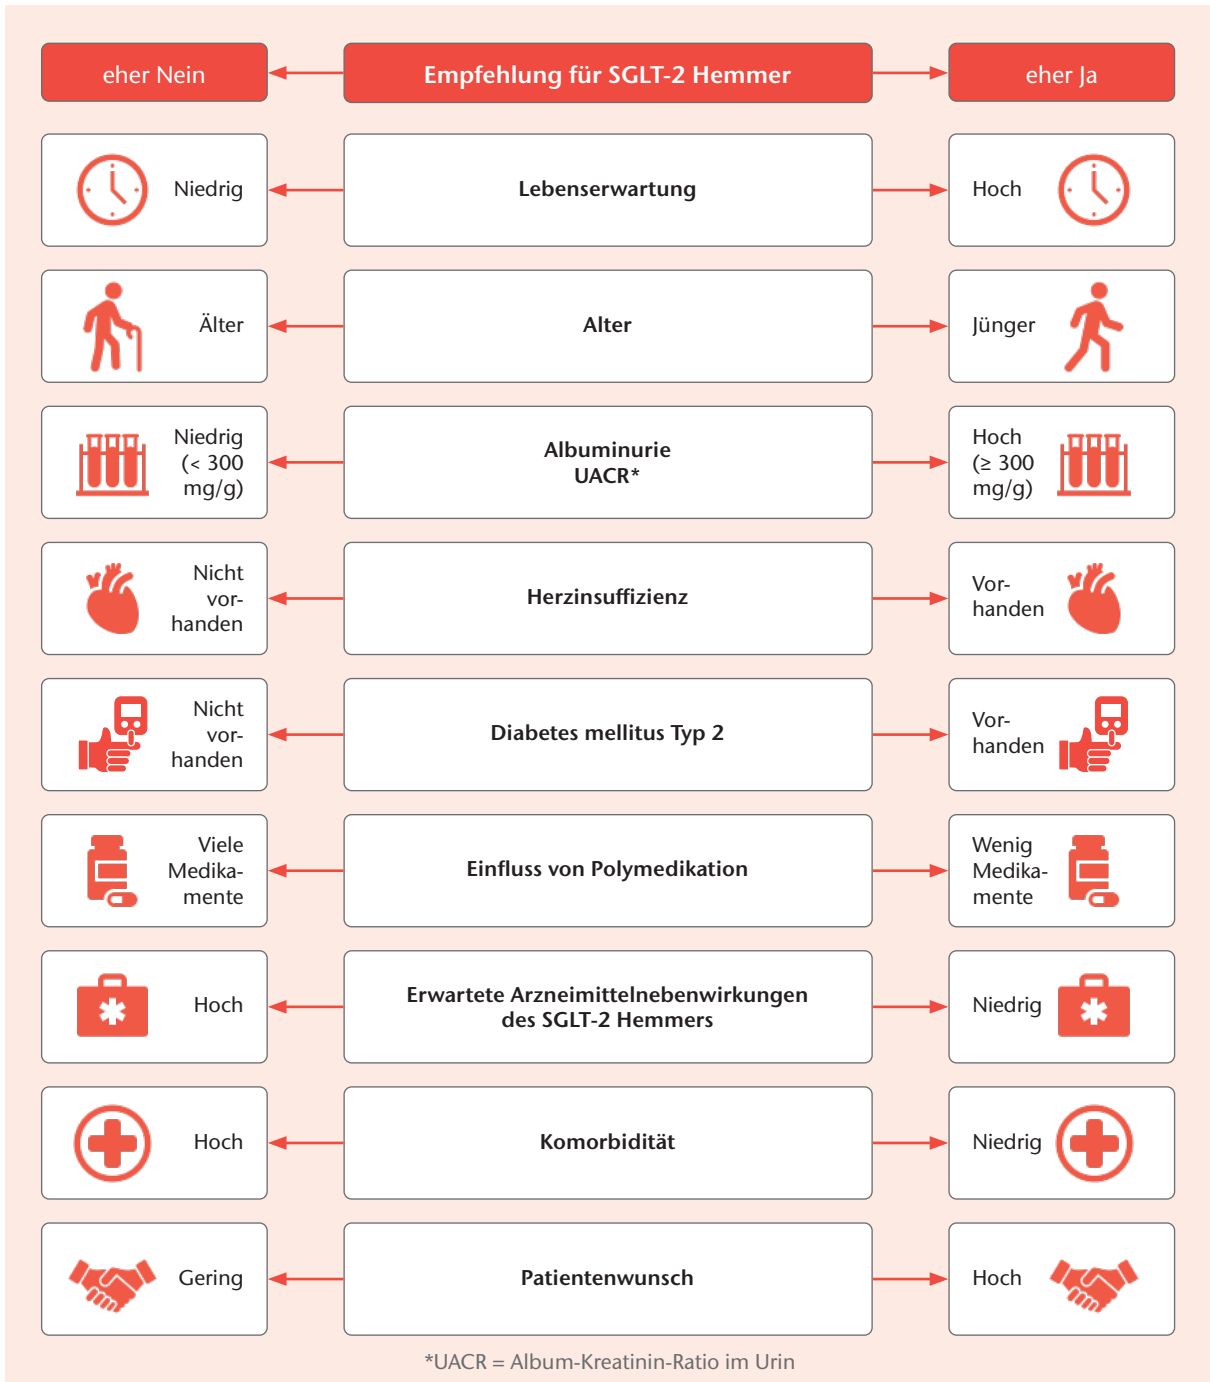 eher Nein
Empfehlung für SGLT-2 Hemmer
eher Ja
Niedrig
Lebenserwartung
Hoch
Älter
Alter
Jünger
Niedrig
(< 300
mg/g)
Albuminurie
UACR*
Hoch
(≥ 300
mg/g)
Nicht
vor-
handen
Herzinsuffizienz
Vor-
handen
Nicht
vor-
handen
Diabetes mellitus Typ 2
Vor-
handen
Viele
Medika-
mente
Einfluss von Polymedikation
Wenig
Medika-
mente
Hoch
Erwartete Arzneimittelnebenwirkungen
des SGLT-2 Hemmers
Niedrig
Hoch
Komorbidität
Niedrig
Gering
Patientenwunsch
Hoch
*UACR = Album-Kreatinin-Ratio im Urin